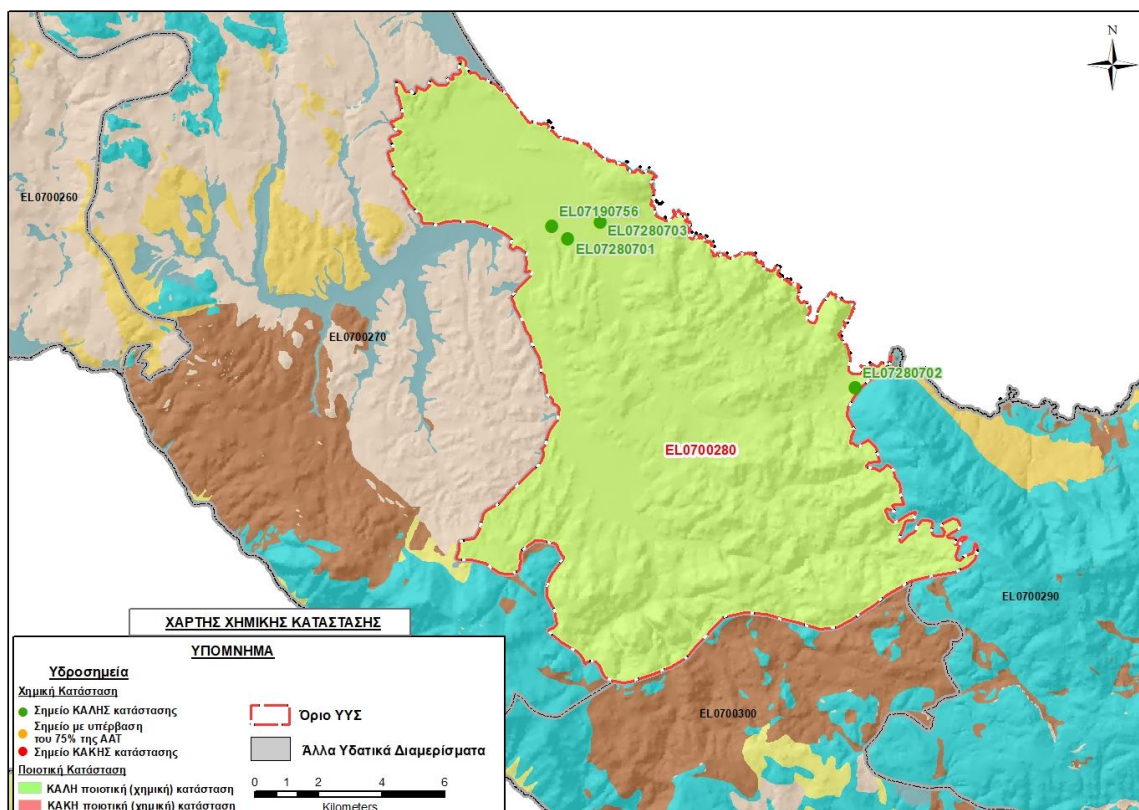 N
EL0700260
EL07190756
EL07280703
EL07280701
EL0700270
EL07280702
EL0700280
EL0700290
EL0700300
ΧΑΡΤΗΣ ΧΗΜΙΚΗΣ ΚΑΤΑΣΤΑΣΗΣ
ΥΠΟΜΝΗΜΑ
Υδροσημεία
Χημική Κατάσταση
Σημείο ΚΑΛΗΣ κατάστασης
Σημείο με υπέρβαση
του 75% της ΑΑΤ
Σημείο ΚΑΚΗΣ κατάστασης
Ποιοτική Κατάσταση
ΚΑΛΗ ποιοτική (χημική) κατάσταση
ΚΑΚΗ ποιοτική (χημική) κατάσταση
Όριο ΥΥΣ
Άλλα Υδατικά Διαμερίσματα
0 1 2 4 6
Kilometers